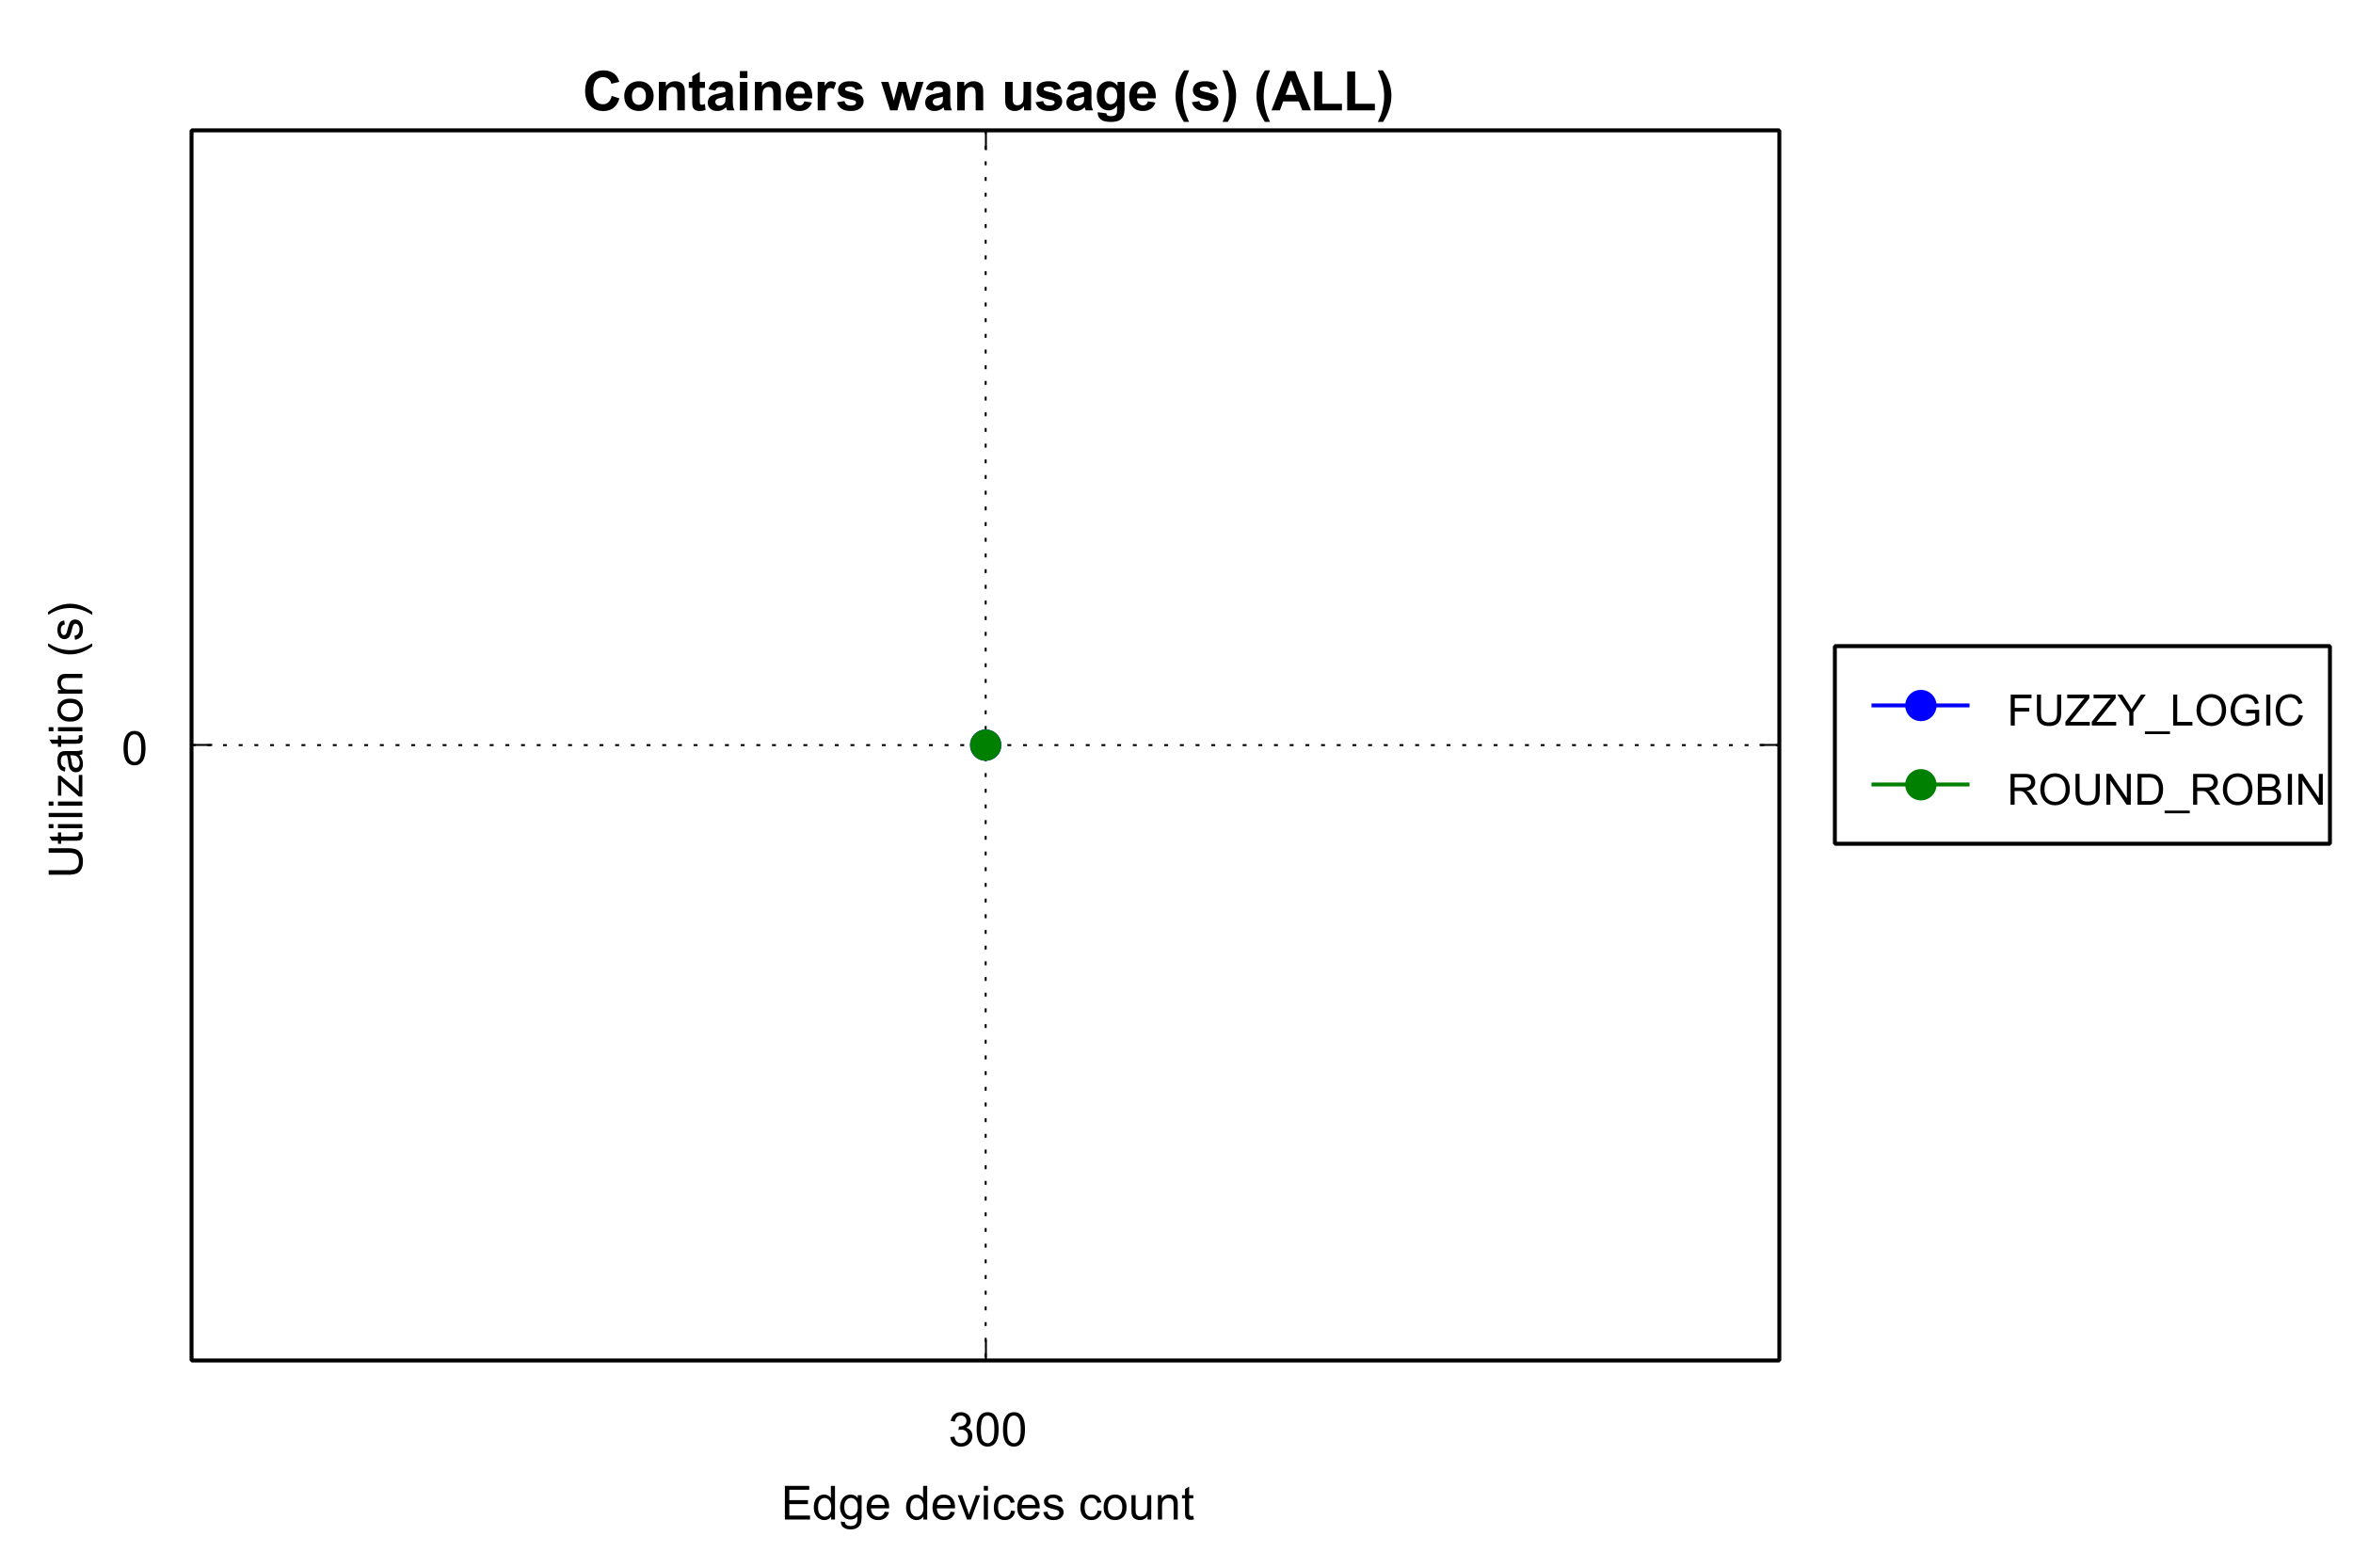 Containers wan usage (s) (ALL)
Utilization (s)
0
300
Edge devices count
FUZZY_LOGIC
ROUND_ROBIN